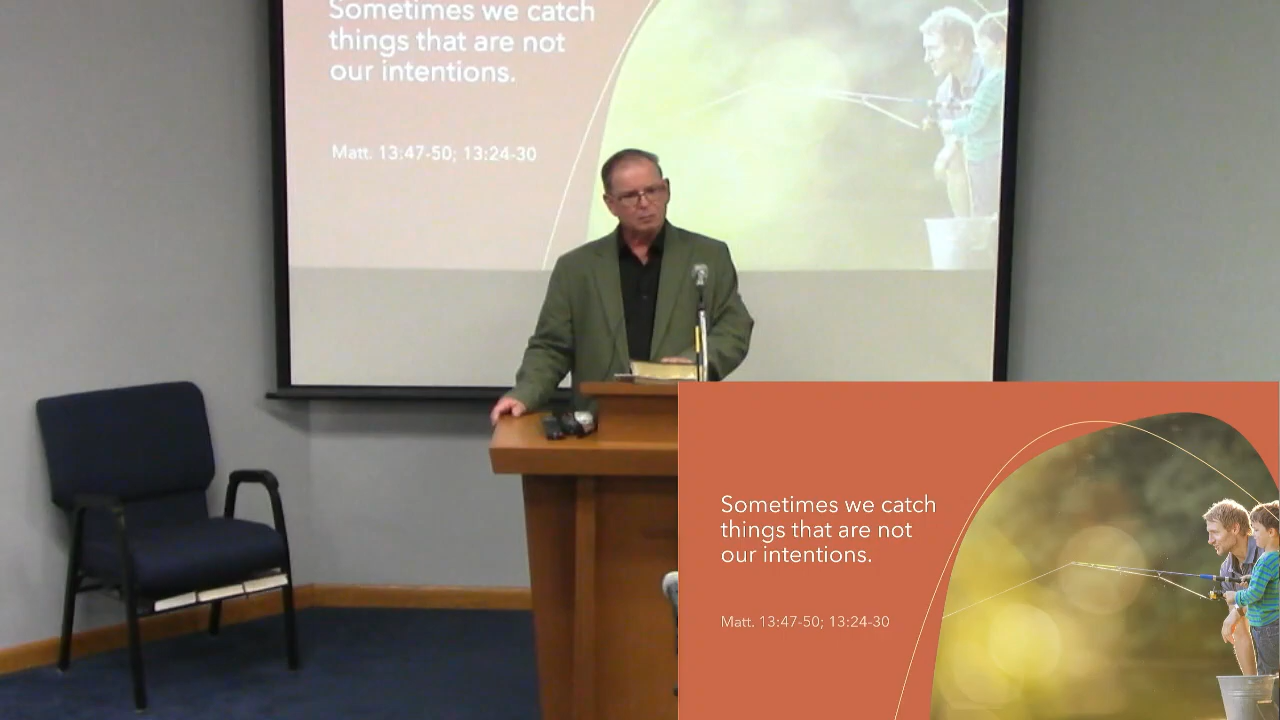 Sometimes we catch
things that are not
our intentions.
Matt. 13:47-50; 13:24-30
Sometimes we catch
things that are not
our intentions.
Matt. 13:47-50; 13:24-30